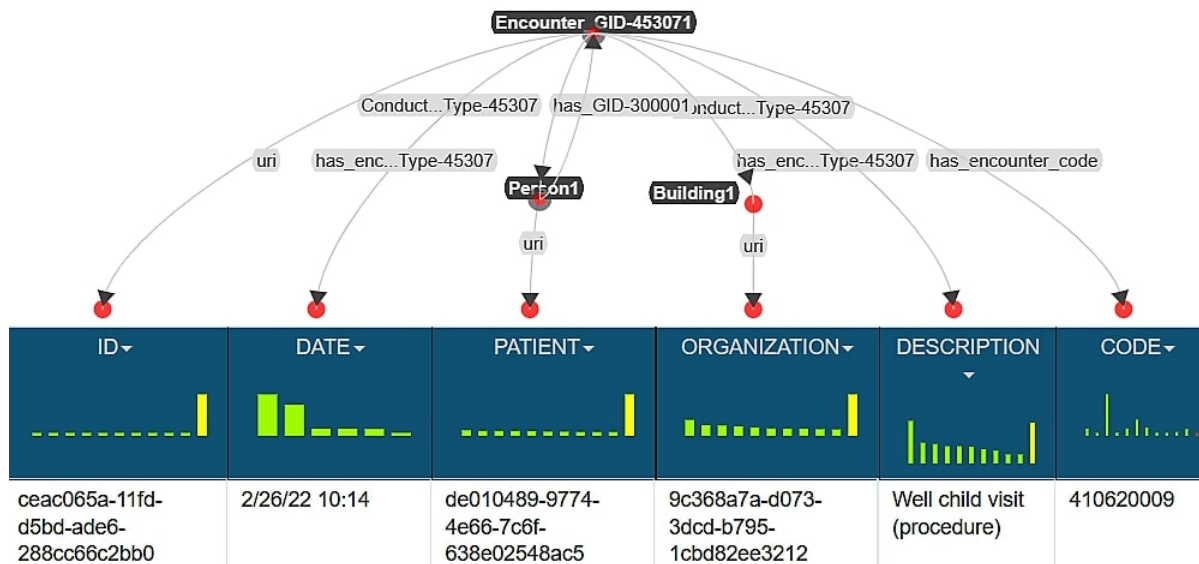 Encounter_GID-453071
Conduct...Type-45307
has_GID-300001
onduct...Type-45307
uri
has_enc...Type-45307
has_enc...Type-45307
has_encounter_code
Person1
Building1
uri
uri
ID
DATE
PATIENT
ORGANIZATION
DESCRIPTION
CODE
ceac065a-11fd-
d5bd-ade6-
288cc66c2bb0
2/26/22 10:14
de010489-9774-
4e66-7c6f-
638e02548ac5
9c368a7a-d073-
3dcd-b795-
1cbd82ee3212
Well child visit
(procedure)
410620009